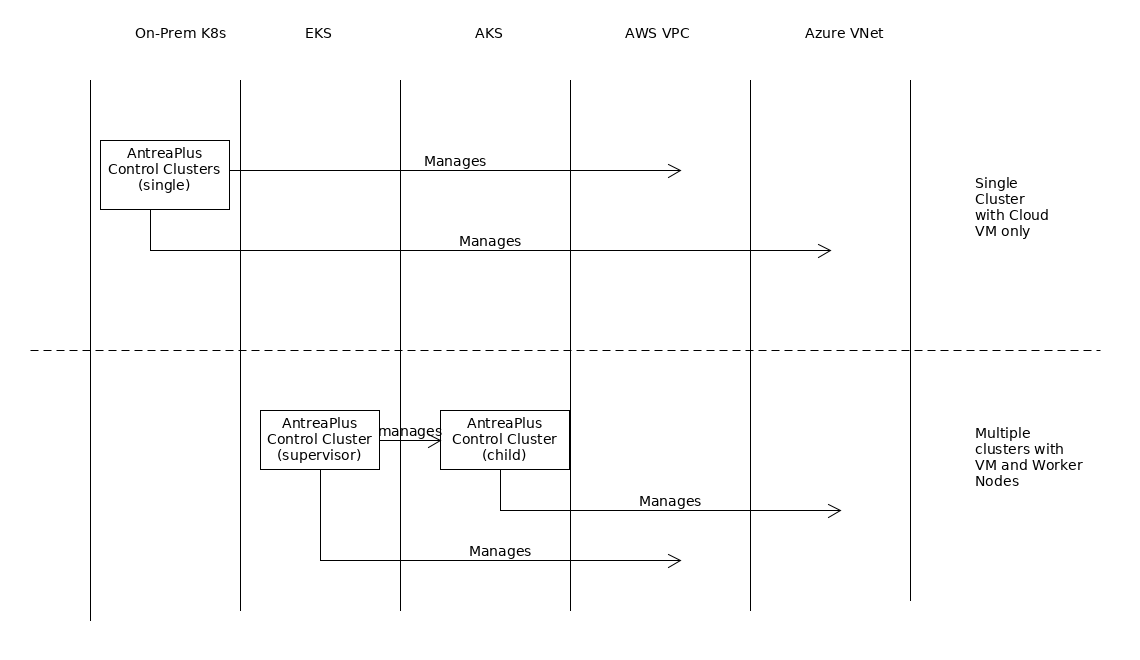 On-Prem K8s
EKS
AKS
AWS VPC
Azure VNet
AntreaPlus
Control Clusters
(single)
Manages
Manages
Single
Cluster
with Cloud
VM only
AntreaPlus
Control Cluster
(supervisor)
manages
AntreaPlus
Control Cluster
(child)
Manages
Manages
Multiple
clusters with
VM and Worker
Nodes